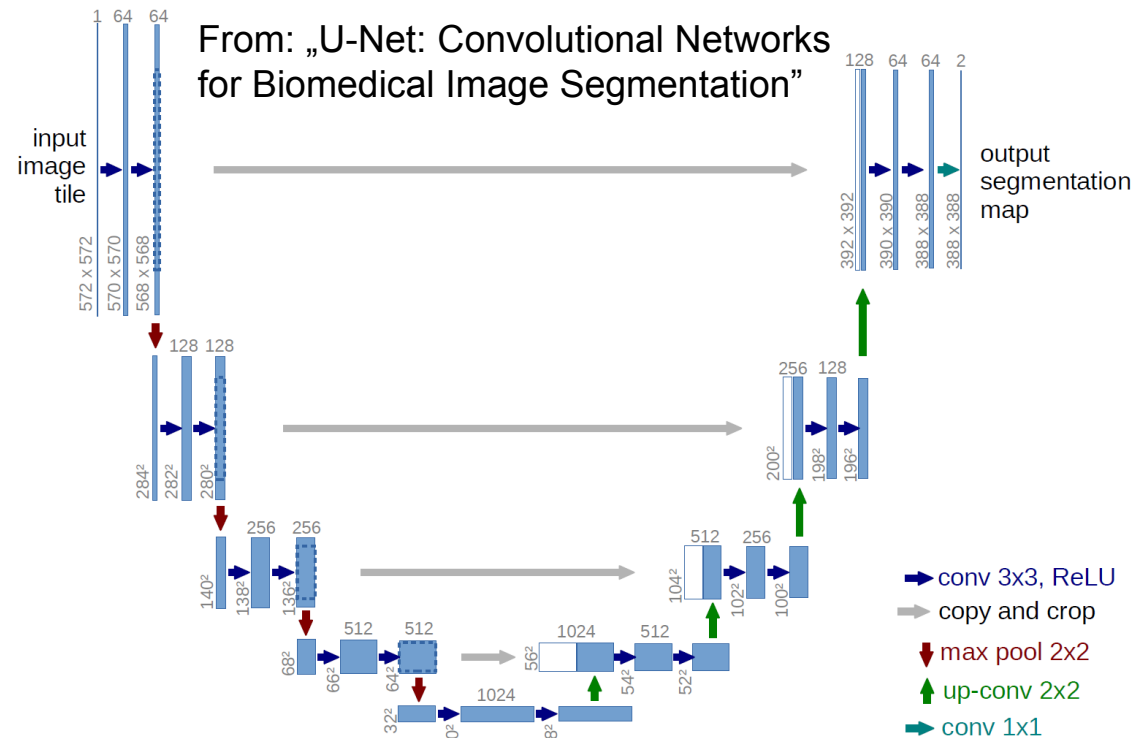 1 64 64
From: „U-Net: Convolutional Networks
for Biomedical Image Segmentation”
128 64 64 2
input
image
tile
output
segmentation
map
572 x 572
570 x 570
568 x 568
392 x 392
390 x 390
388 x 388
388 x 388
128 128
256 128
284²
282²
280²
200²
198²
196²
256 256
512 256
140²
138²
136²
104²
102²
100²
512 512
1024 512
68²
66²
64²
56²
54²
52²
1024
32²
conv 3x3, ReLU
copy and crop
max pool 2x2
up-conv 2x2
conv 1x1